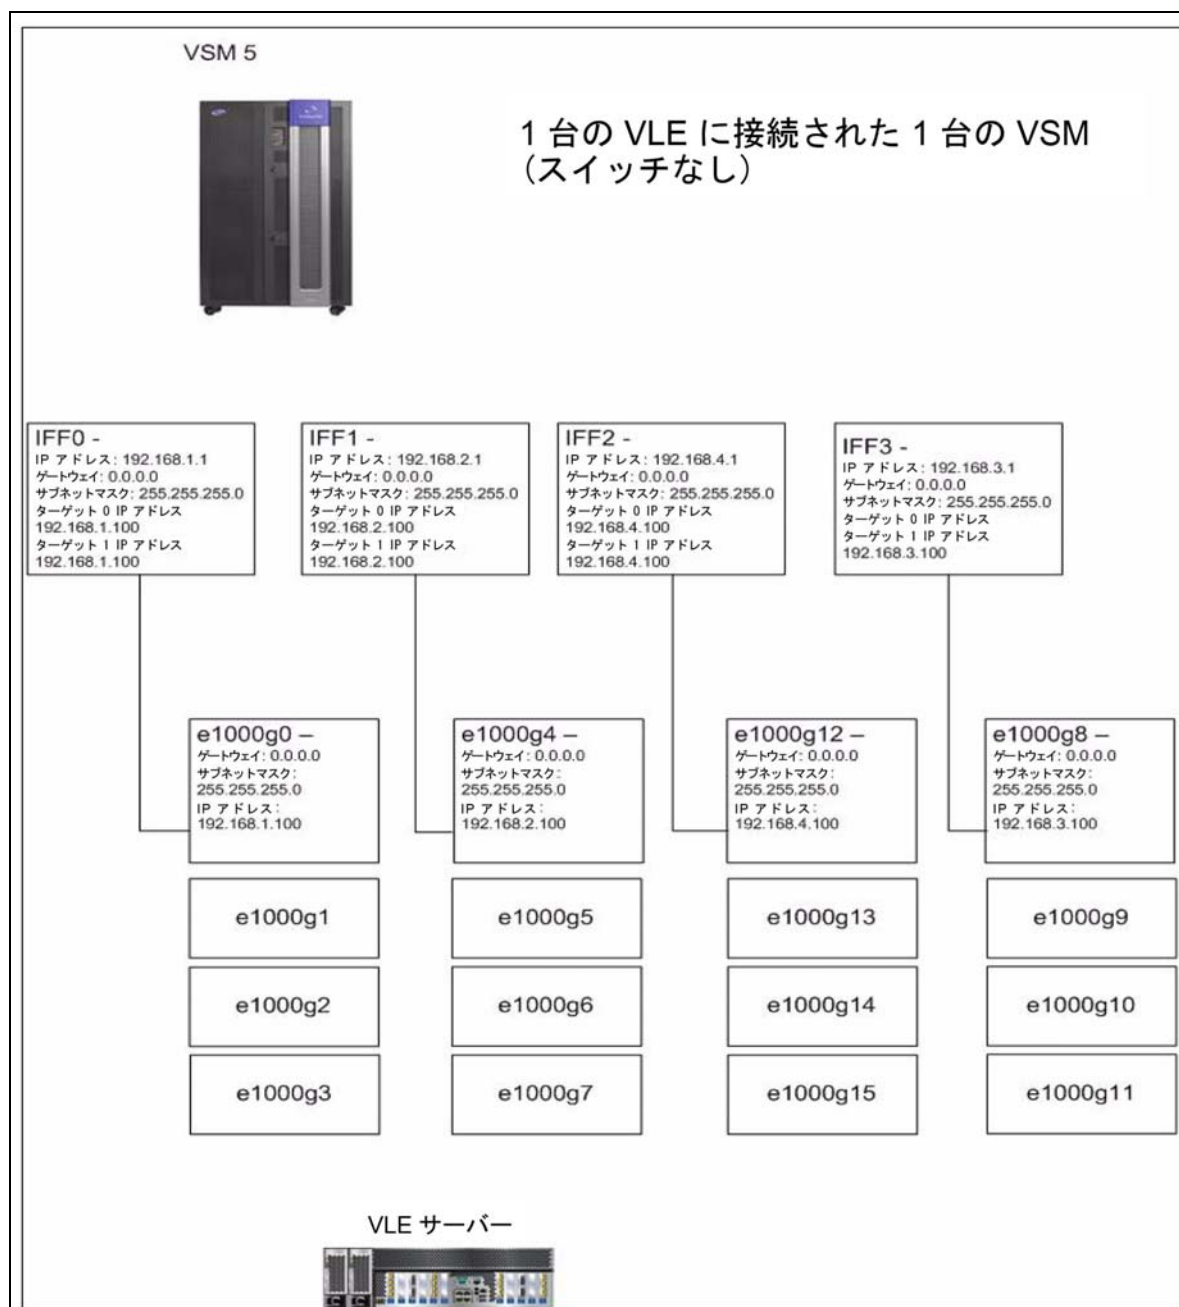 VSM 5
1 台の VLE に接続された 1 台の VSM
（スイッチなし）
IFF0 -
IP アドレス: 192.168.1.1
ゲートウェイ: 0.0.0.0
サブネットマスク: 255.255.255.0
ターゲット 0 IP アドレス
192.168.1.100
ターゲット 1 IP アドレス
192.168.1.100
IFF1 -
IP アドレス: 192.168.2.1
ゲートウェイ: 0.0.0.0
サブネットマスク: 255.255.255.0
ターゲット 0 IP アドレス
192.168.2.100
ターゲット 1 IP アドレス
192.168.2.100
IFF2 -
IP アドレス: 192.168.4.1
ゲートウェイ: 0.0.0.0
サブネットマスク: 255.255.255.0
ターゲット 0 IP アドレス
192.168.4.100
ターゲット 1 IP アドレス
192.168.4.100
IFF3 -
IP アドレス: 192.168.3.1
ゲートウェイ: 0.0.0.0
サブネットマスク: 255.255.255.0
ターゲット 0 IP アドレス
ターゲット 1 IP アドレス
192.168.3.100
e1000g0 –
ゲートウェイ: 0.0.0.0
サブネットマスク:
255.255.255.0
IP アドレス:
192.168.1.100
e1000g4 –
ゲートウェイ: 0.0.0.0
サブネットマスク:
255.255.255.0
IP アドレス:
192.168.2.100
e1000g12 –
ゲートウェイ: 0.0.0.0
サブネットマスク:
255.255.255.0
IP アドレス:
192.168.4.100
e1000g8 –
ゲートウェイ: 0.0.0.0
サブネットマスク:
255.255.255.0
IP アドレス:
192.168.3.100
e1000g1
e1000g5
e1000g13
e1000g9
e1000g2
e1000g6
e1000g14
e1000g10
e1000g3
e1000g7
e1000g15
e1000g11
VLE サーバー